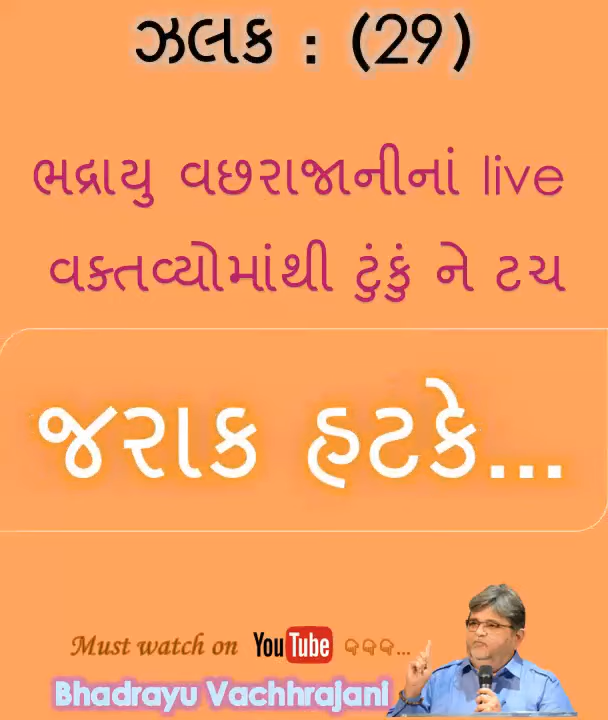 ઝલક : (29)
ભદ્રાયુ વછરાજાનીનાં live
વક્તવ્યોમાંથી ટુંકું ને ટચ
જરાક હટકે...
Must watch on YouTube 👇👇👇...
Bhadrayu Vachhrajani